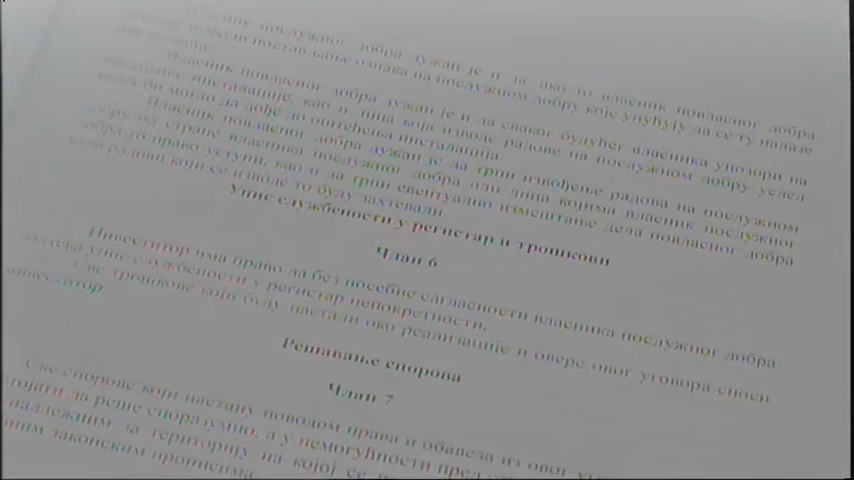 послужног добра дужан је и да, ако то власник повласног добра
постављање ознака на послужном добру које упућују да се ту налазе
Власник повласног добра дужан је и да сваког будућег власника упозори на
инсталације, као и лица која изводе радове на послужном добру услед
којих би могло да дође до оштећења инсталација.
Власник повласног добра дужан је да трпи извођење радова на послужном
добру од стране власника послужног добра или лица којима власник послужног
добра то право уступи, као и да трпи евентуално измештање дела повласног добра
радови који се изводе то буду захтевали.
Упис службености у регистар и трошкови
Члан 6
Инвеститор има право да без посебне сагласности власника послужног добра
захтева упис службености у регистар непокретности.
Све трошкове који буду настали око реализације и овере овог уговора сноси
инвеститор.
Решавање спорова
Члан 7
Све спорове који настану поводом права и обавеза из овог
да реше споразумно, а у немогућности пред
надлежним за територију на којој се
законским прописима.